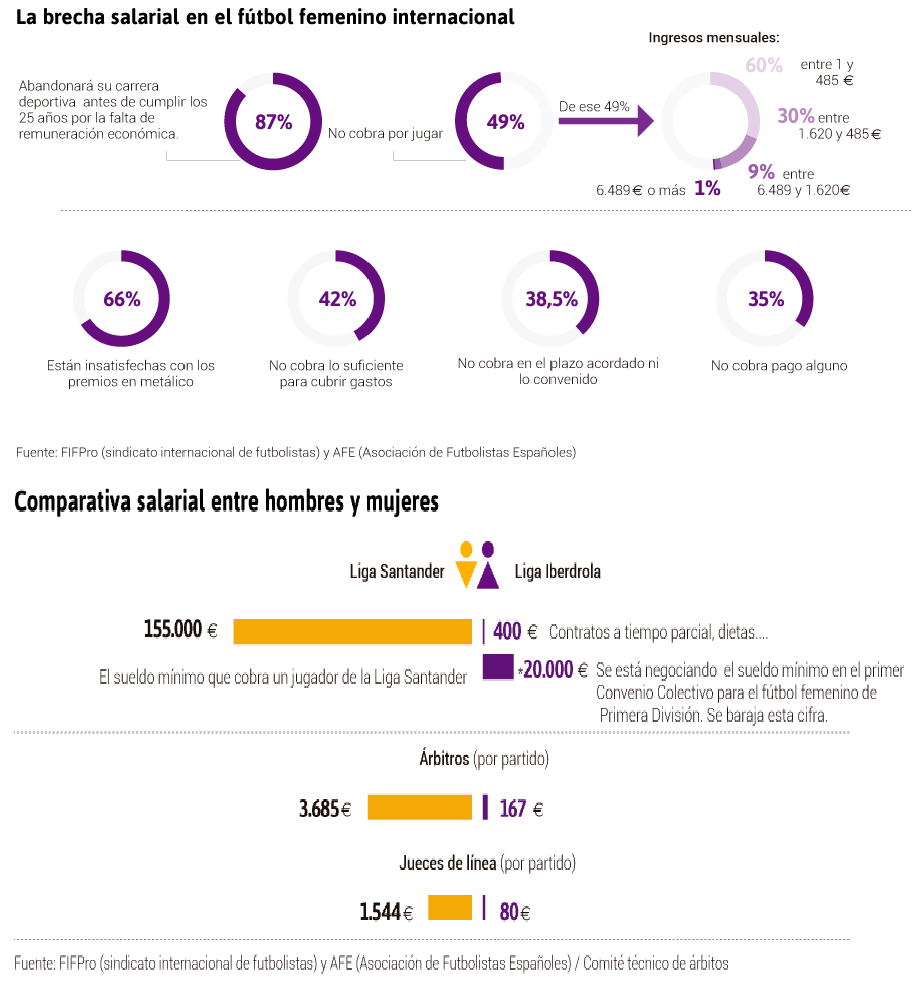 La brecha salarial en el fútbol femenino internacional
Ingresos mensuales:
Abandonará su carrera
deportiva antes de cumplir los
25 años por la falta de
remuneración económica.
87%
No cobra por jugar
49%
De ese 49%
60% entre 1 y
485 €
30% entre
1.620 y 485 €
9% entre
6.489 y 1.620€
6.489 € o más 1%
66%
Están insatisfechas con los
premios en metálico
42%
No cobra lo suficiente
para cubrir gastos
38,5%
No cobra en el plazo acordado ni
lo convenido
35%
No cobra pago alguno
Fuente: FIFPro (sindicato internacional de futbolistas) y AFE (Asociación de Futbolistas Españoles)
Comparativa salarial entre hombres y mujeres
Liga Santander
Liga Iberdrola
155.000 €
400 € Contratos a tiempo parcial, dietas....
El sueldo mínimo que cobra un jugador de la Liga Santander
*20.000 € Se está negociando el sueldo mínimo en el primer
Convenio Colectivo para el fútbol femenino de
Primera División. Se baraja esta cifra.
Árbitros (por partido)
3.685 €
167 €
Jueces de línea (por partido)
1.544 €
80 €
Fuente: FIFPro (sindicato internacional de futbolistas) y AFE (Asociación de Futbolistas Españoles) / Comité técnico de árbitos